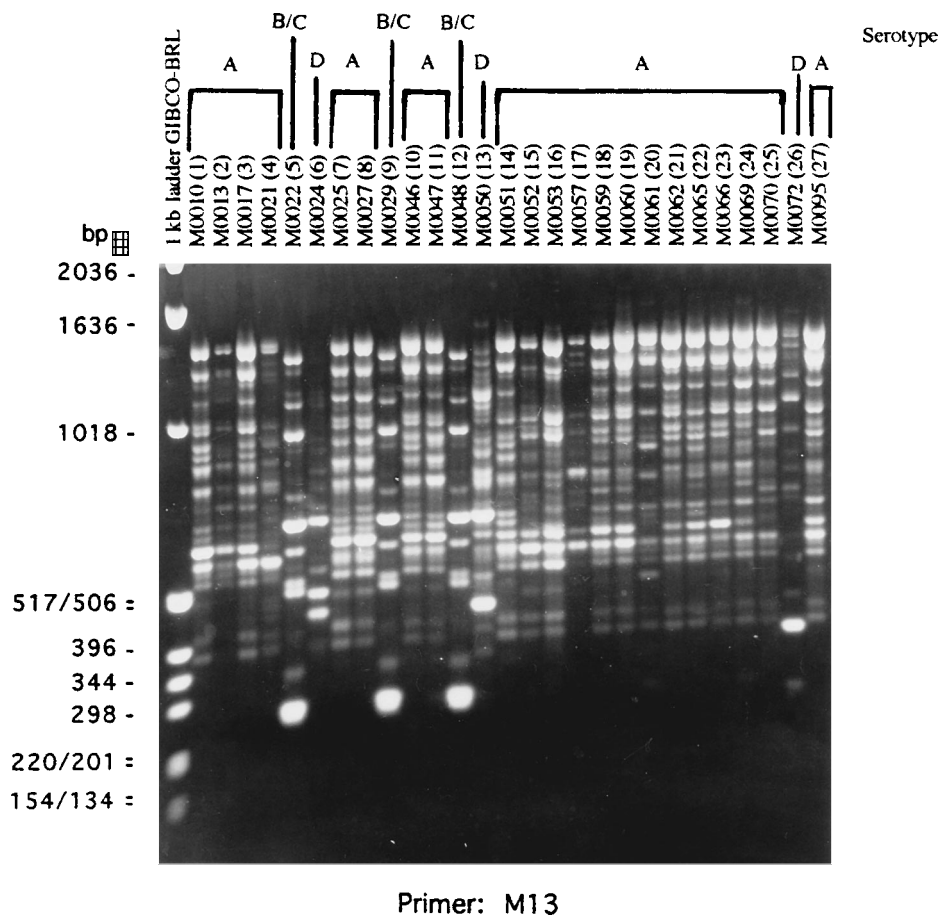 B/C B/C B/C
Serotype
A D A A D A D A
1 kb ladder GIBCO-BRL
M0010 (1)
M0013 (2)
M0017 (3)
M0021 (4)
M0022 (5)
M0024 (6)
M0025 (7)
M0027 (8)
M0029 (9)
M0046 (10)
M0047 (11)
M0048 (12)
M0050 (13)
M0051 (14)
M0052 (15)
M0053 (16)
M0057 (17)
M0059 (18)
M0060 (19)
M0061 (20)
M0062 (21)
M0065 (22)
M0066 (23)
M0069 (24)
M0070 (25)
M0072 (26)
M0095 (27)
bp
2036 -
1636 -
1018 -
517/506 =
396 -
344 -
298 -
220/201 =
154/134 =
Primer: M13